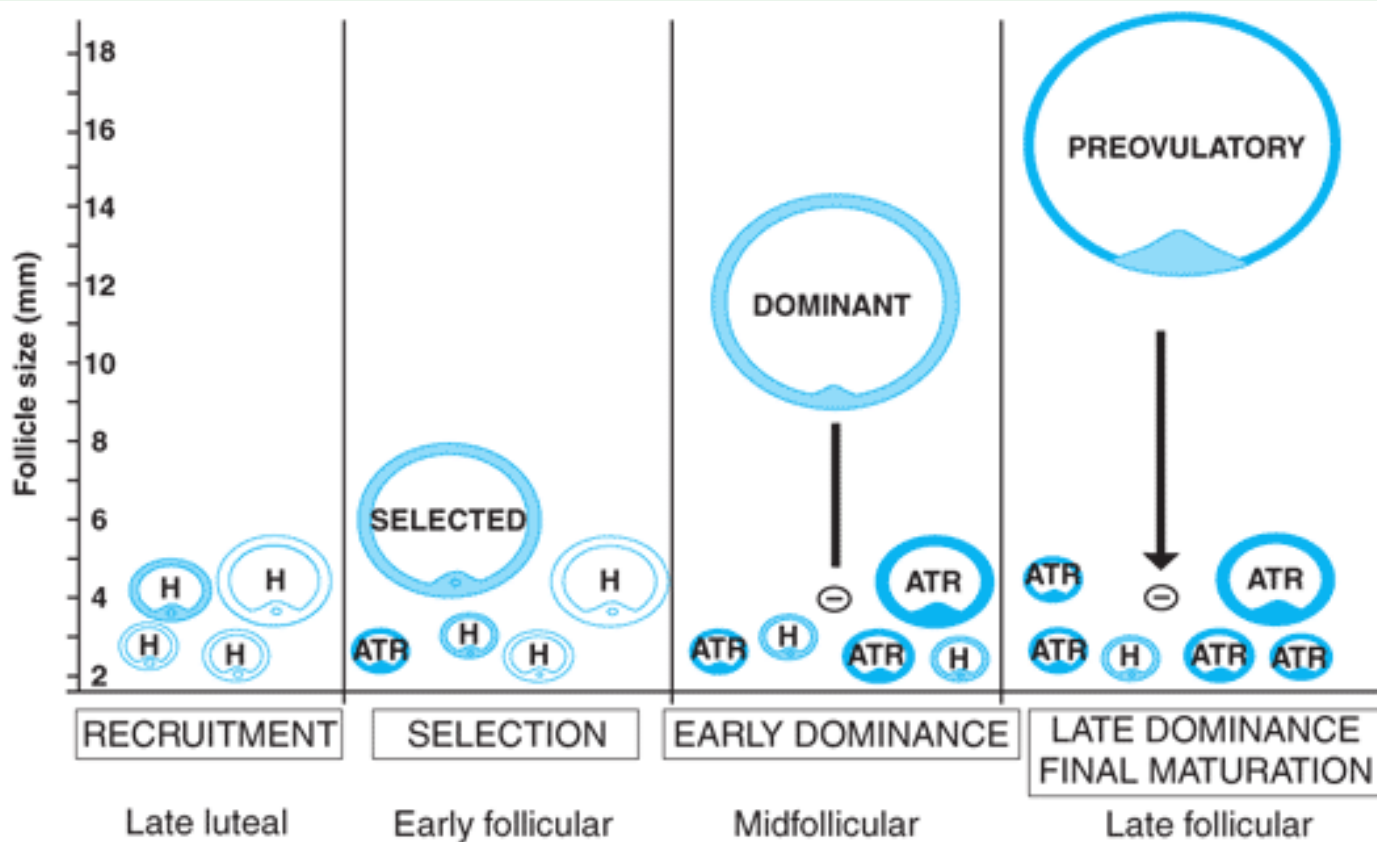 Follicle size (mm)
18
16
14
12
10
8
6
4
2
H
H
H
H
SELECTED
H
ATR
H
H
DOMINANT
−
ATR
ATR
H
ATR
H
PREOVULATORY
ATR
−
ATR
ATR
H
ATR
ATR
RECRUITMENT
SELECTION
EARLY DOMINANCE
LATE DOMINANCE
FINAL MATURATION
Late luteal
Early follicular
Midfollicular
Late follicular